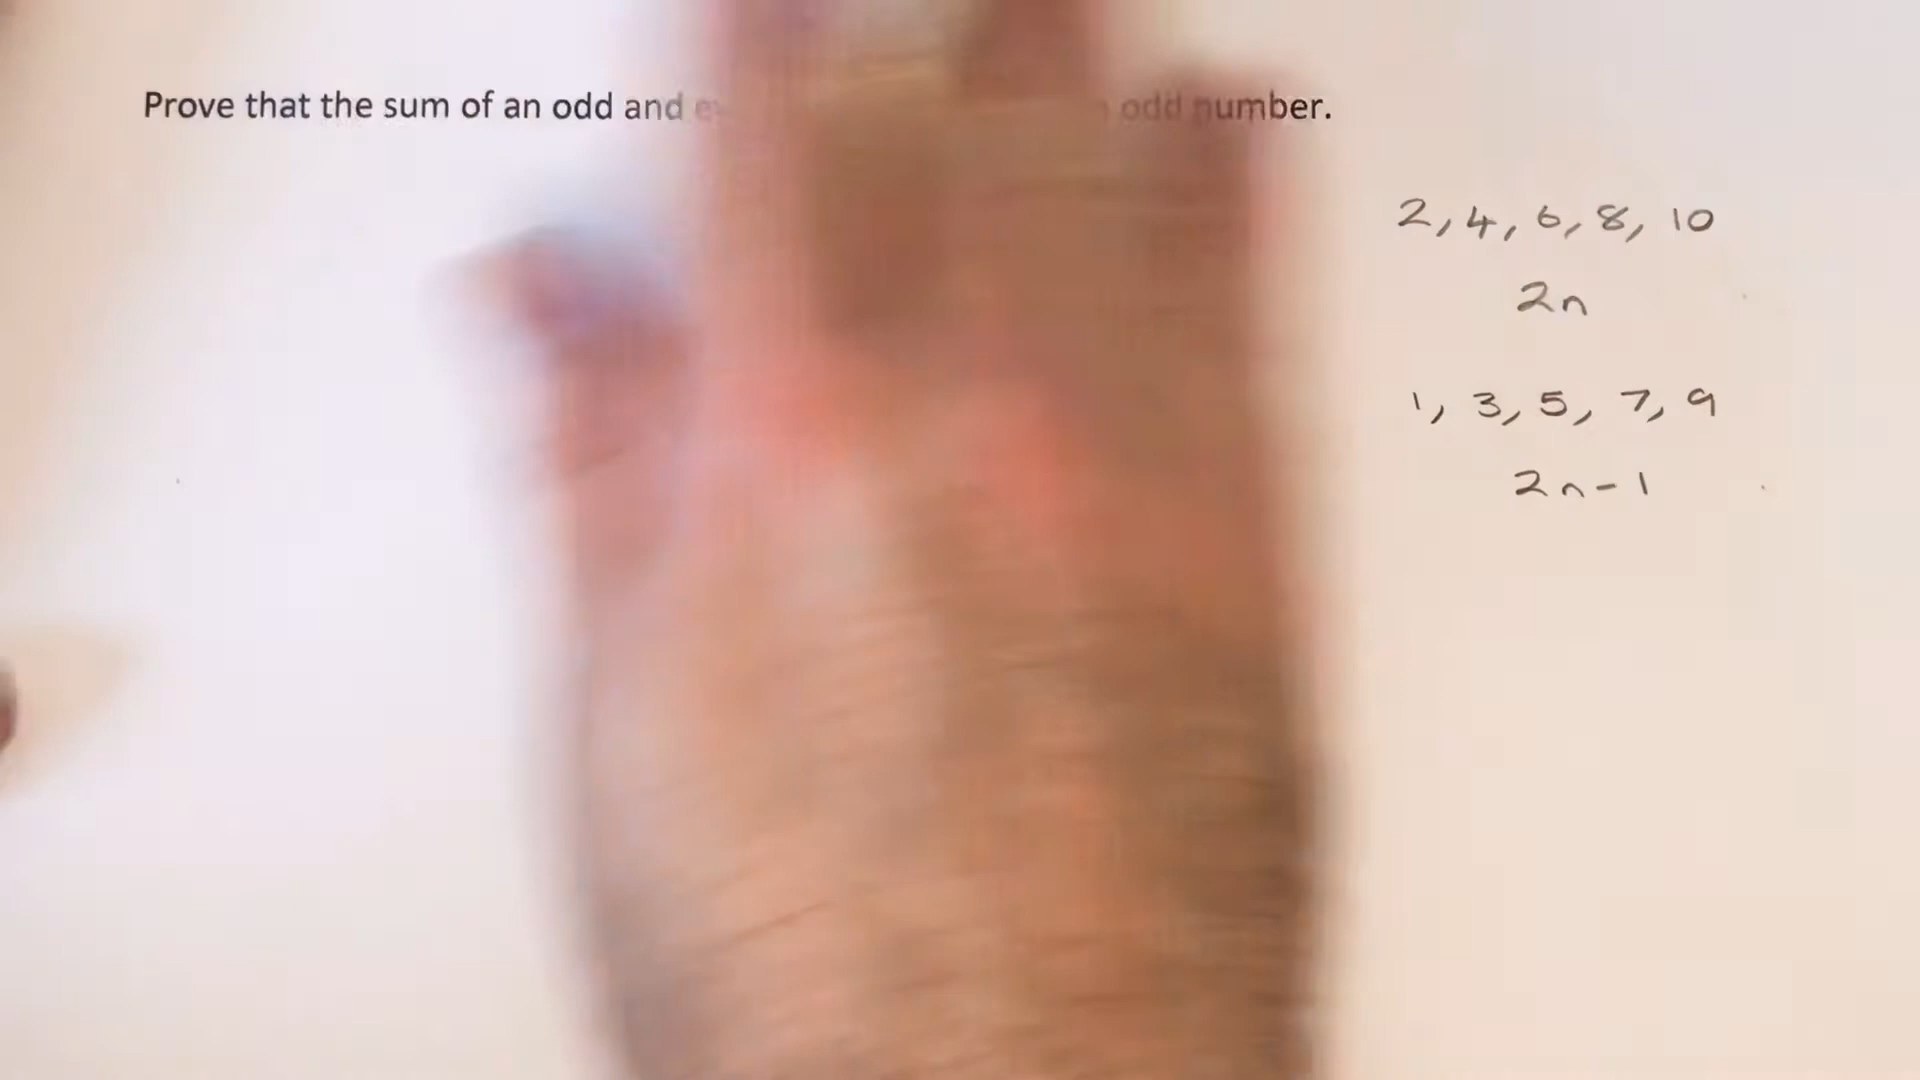 Prove that the sum of an odd and odd number.
2, 4, 6, 8, 10
2n
1, 3, 5, 7, 9
2n-1